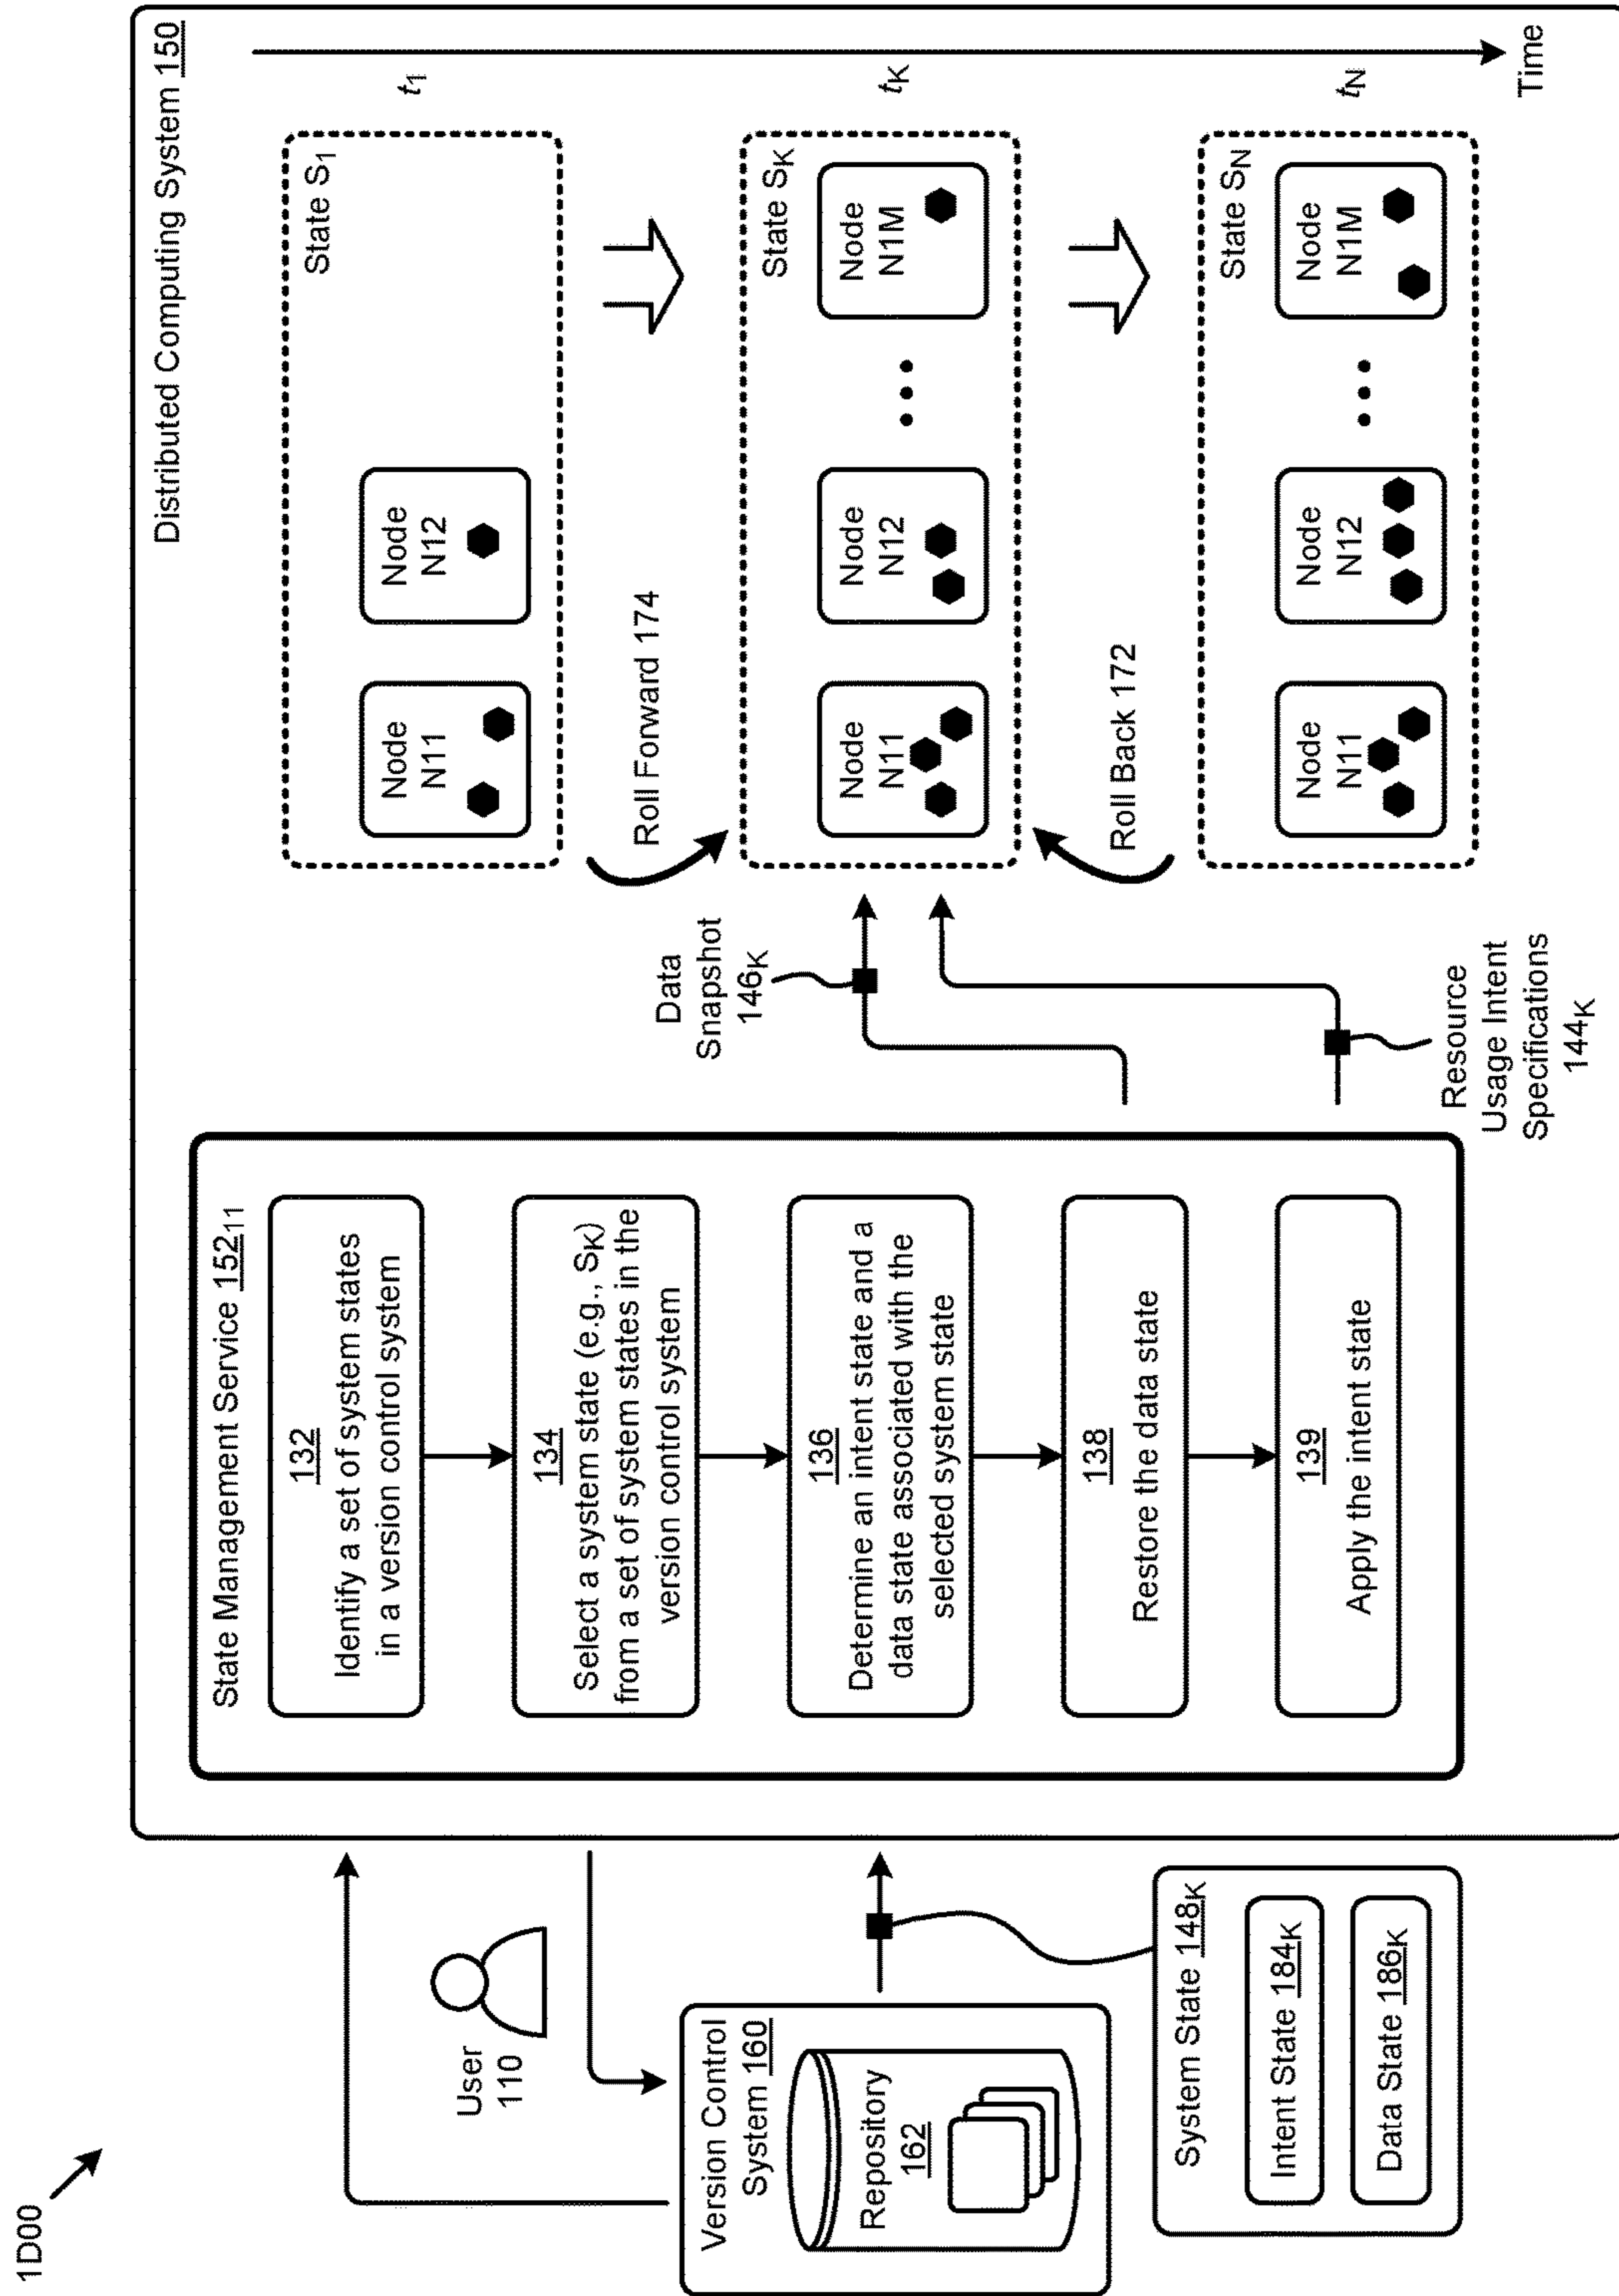 1D00
User
110
Version Control
System 160
Repository
162
System State 148K
Intent State 184K
Data State 186K
Distributed Computing System 150
State Management Service 15211
132
Identify a set of system states
in a version control system
134
Select a system state (e.g., SK)
from a set of system states in the
version control system
136
Determine an intent state and a
data state associated with the
selected system state
138
Restore the data state
139
Apply the intent state
Data
Snapshot
146K
Resource
Usage Intent
Specifications
144K
State S1
Node
N11
Node
N12
t1
Roll Forward 174
State SK
Node
N11
Node
N12
Node
N1M
tK
Roll Back 172
State SN
Node
N11
Node
N12
Node
N1M
tN
Time